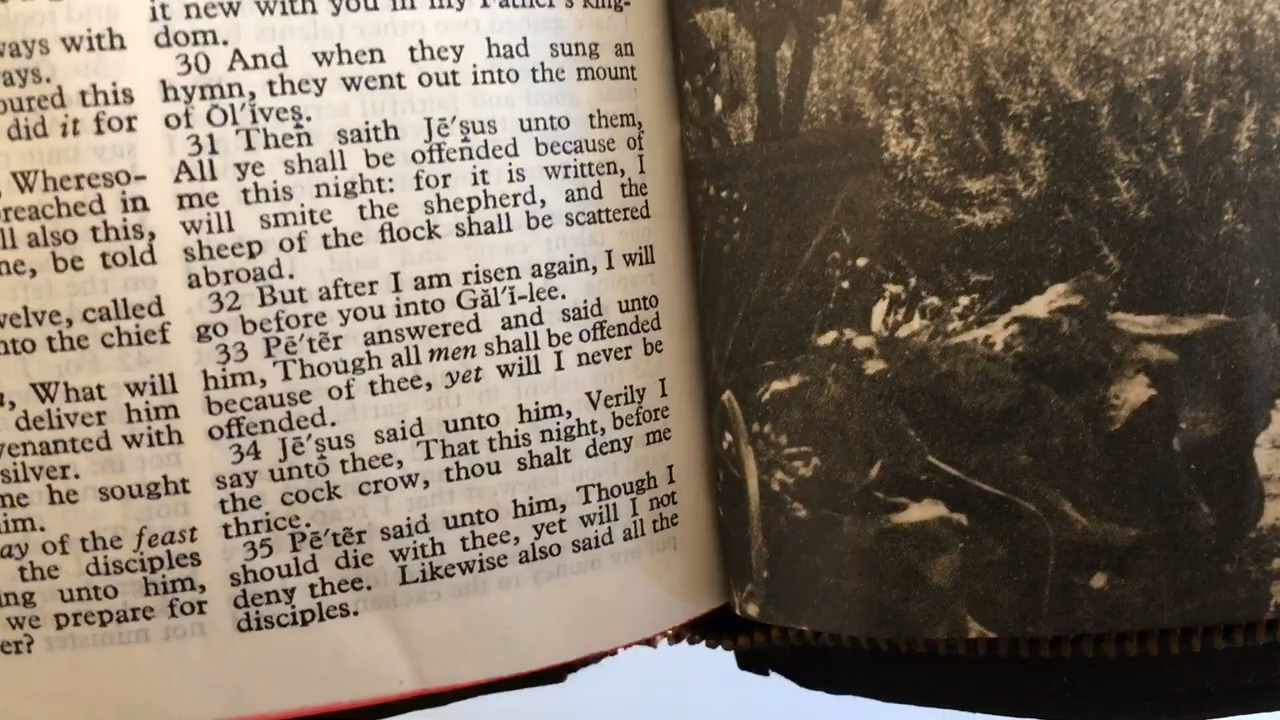 ways with
ays.
oured this
did it for
Whereso-
reached in
ll also this,
ne, be told
welve, called
nto the chief
What will
deliver him
venanted with
silver.
me he sought
him.
ay of the feast
the disciples
ing unto him,
we prepare for
er?
it new with you in my Father's king-
dom.
30 And when they had sung an
hymn, they went out into the mount
of Ŏl′ĭveş.
31 Then saith Jē′şus unto them,
All ye shall be offended because of
me this night: for it is written, I
will smite the shepherd, and the
sheep of the flock shall be scattered
abroad.
32 But after I am risen again, I will
go before you into Găl′ĭ-lee.
33 Pē′tẽr answered and said unto
him, Though all men shall be offended
because of thee, yet will I never be
offended.
34 Jē′şus said unto him, Verily I
say unto thee, That this night, before
the cock crow, thou shalt deny me
thrice.
35 Pē′tẽr said unto him, Though I
should die with thee, yet will I not
deny thee. Likewise also said all the
disciples.